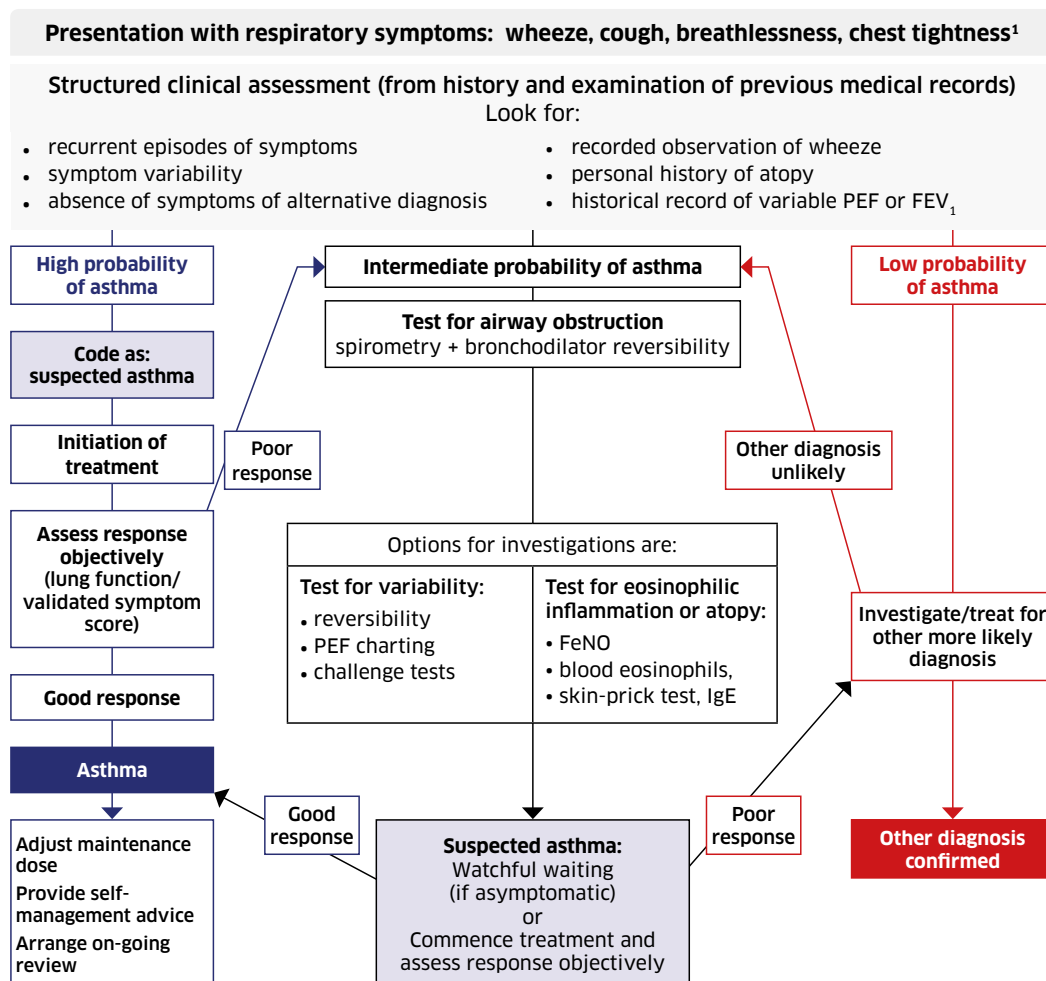 Presentation with respiratory symptoms: wheeze, cough, breathlessness, chest tightness¹
Structured clinical assessment (from history and examination of previous medical records)
Look for:
• recurrent episodes of symptoms
• symptom variability
• absence of symptoms of alternative diagnosis
• recorded observation of wheeze
• personal history of atopy
• historical record of variable PEF or FEV₁
High probability
of asthma
Intermediate probability of asthma
Low probability
of asthma
Test for airway obstruction
spirometry + bronchodilator reversibility
Code as:
suspected asthma
Initiation of
treatment
Poor
response
Other diagnosis
unlikely
Assess response
objectively
(lung function/
validated symptom
score)
Options for investigations are:
Test for variability:
• reversibility
• PEF charting
• challenge tests
Test for eosinophilic
inflammation or atopy:
• FeNO
• blood eosinophils,
• skin-prick test, IgE
Investigate/treat for
other more likely
diagnosis
Good response
Asthma
Good
response
Poor
response
Suspected asthma:
Watchful waiting
(if asymptomatic)
or
Commence treatment and
assess response objectively
Other diagnosis
confirmed
Adjust maintenance
dose
Provide self-
management advice
Arrange on-going
review